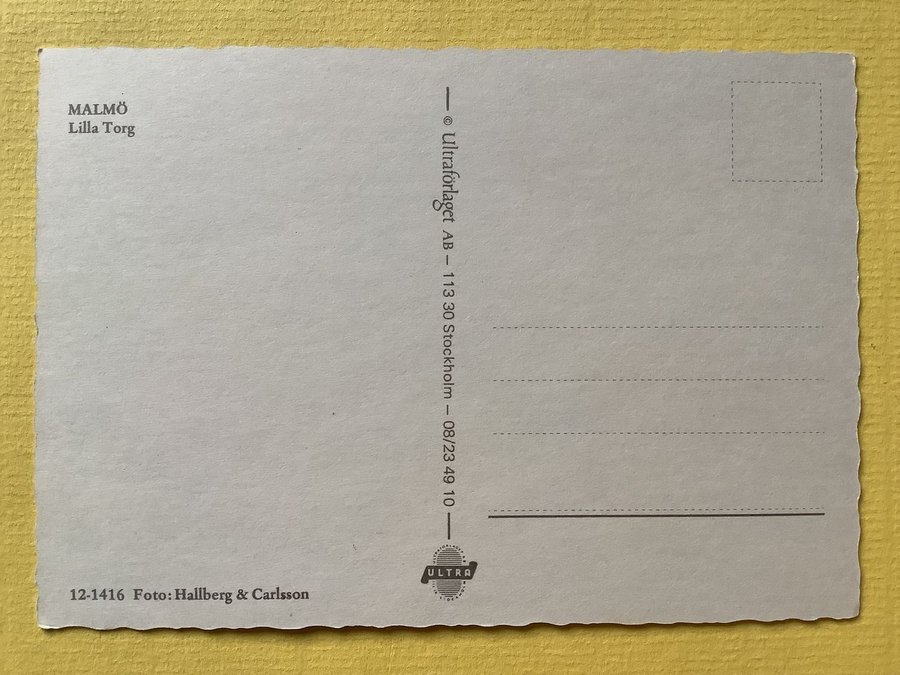 MALMÖ
Lilla Torg
© Ultraförlaget AB – 113 30 Stockholm – 08/23 49 10
ULTRA
12-1416 Foto: Hallberg & Carlsson